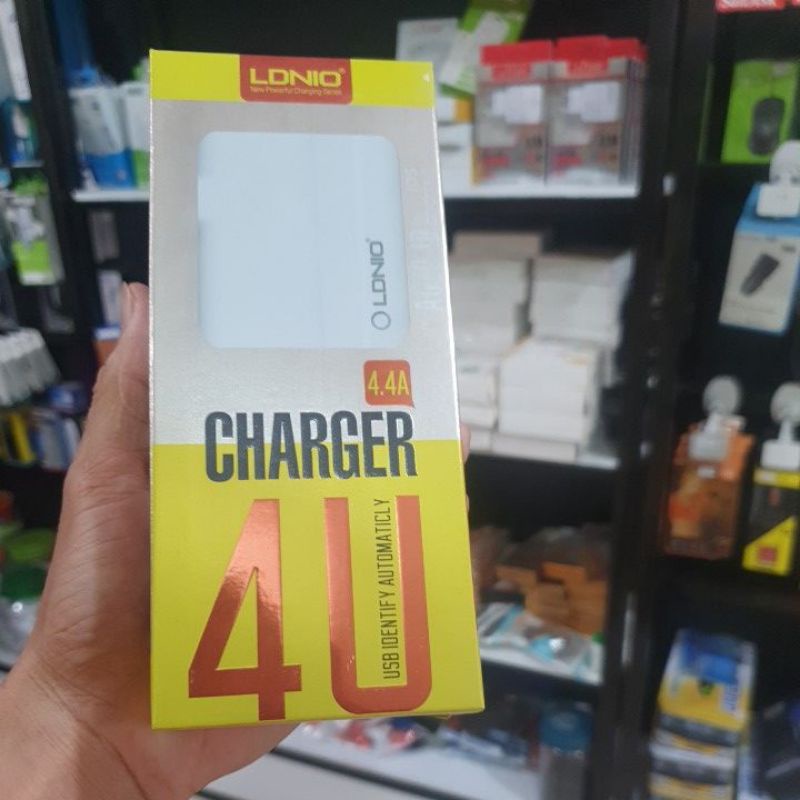 LDNIO®
New Powerful Charging Series
LDNIO®
4.4A
CHARGER
4U
USB IDENTIFY AUTOMATICLY